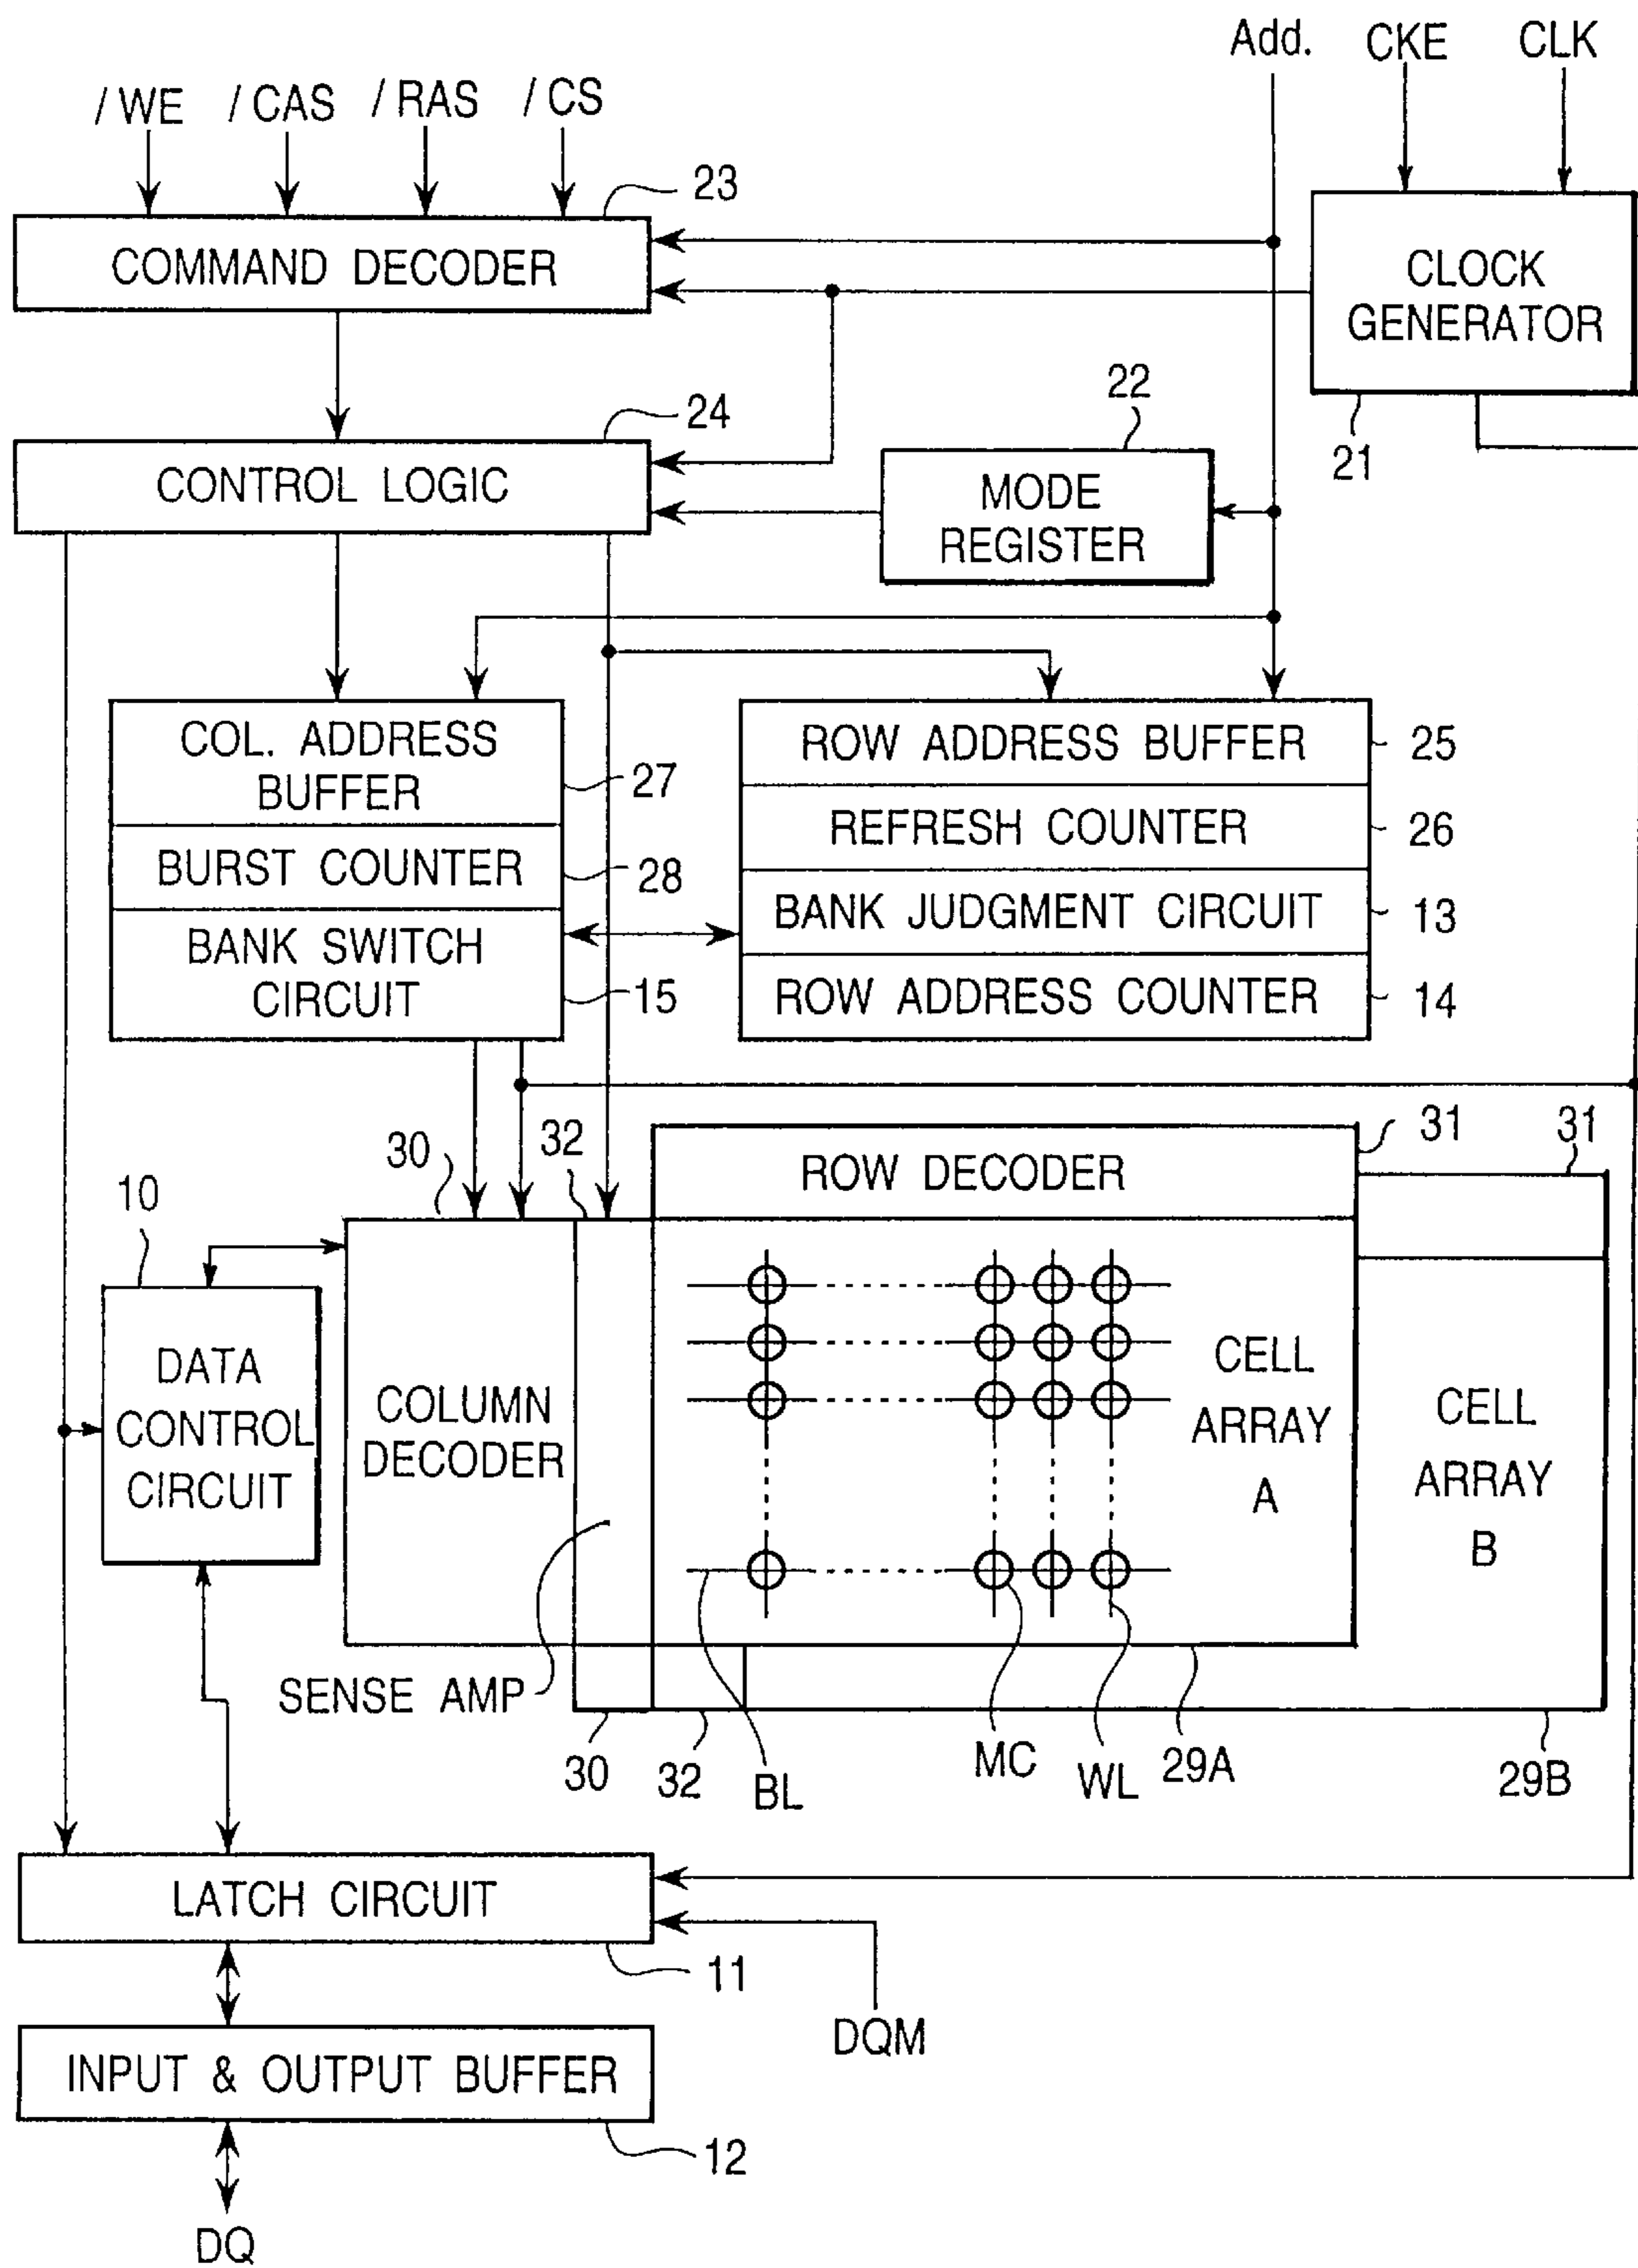 Add. CKE CLK
/ WE / CAS / RAS / CS
23
COMMAND DECODER
CLOCK
GENERATOR
21
22
24
CONTROL LOGIC
MODE
REGISTER
COL. ADDRESS
BUFFER
27
BURST COUNTER
28
BANK SWITCH
CIRCUIT
15
ROW ADDRESS BUFFER
25
REFRESH COUNTER
26
BANK JUDGMENT CIRCUIT
13
ROW ADDRESS COUNTER
14
30
32
31
31
ROW DECODER
10
DATA
CONTROL
CIRCUIT
COLUMN
DECODER
CELL
ARRAY
A
CELL
ARRAY
B
SENSE AMP
30
32
BL
MC
WL
29A
29B
LATCH CIRCUIT
11
DQM
INPUT & OUTPUT BUFFER
12
DQ